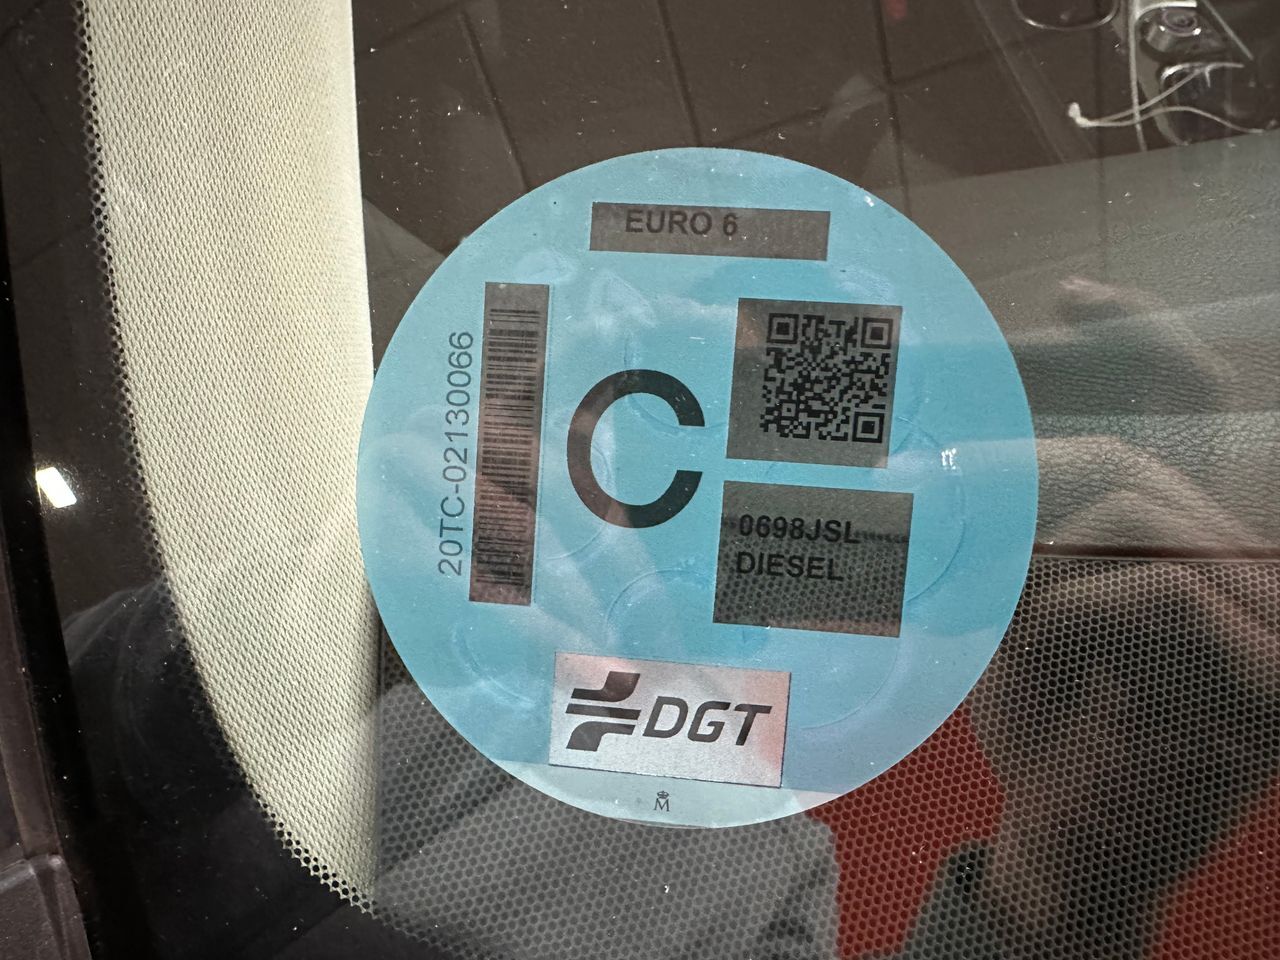 EURO 6
20TC-02130066
C
0698JSL
DIESEL
DGT
M